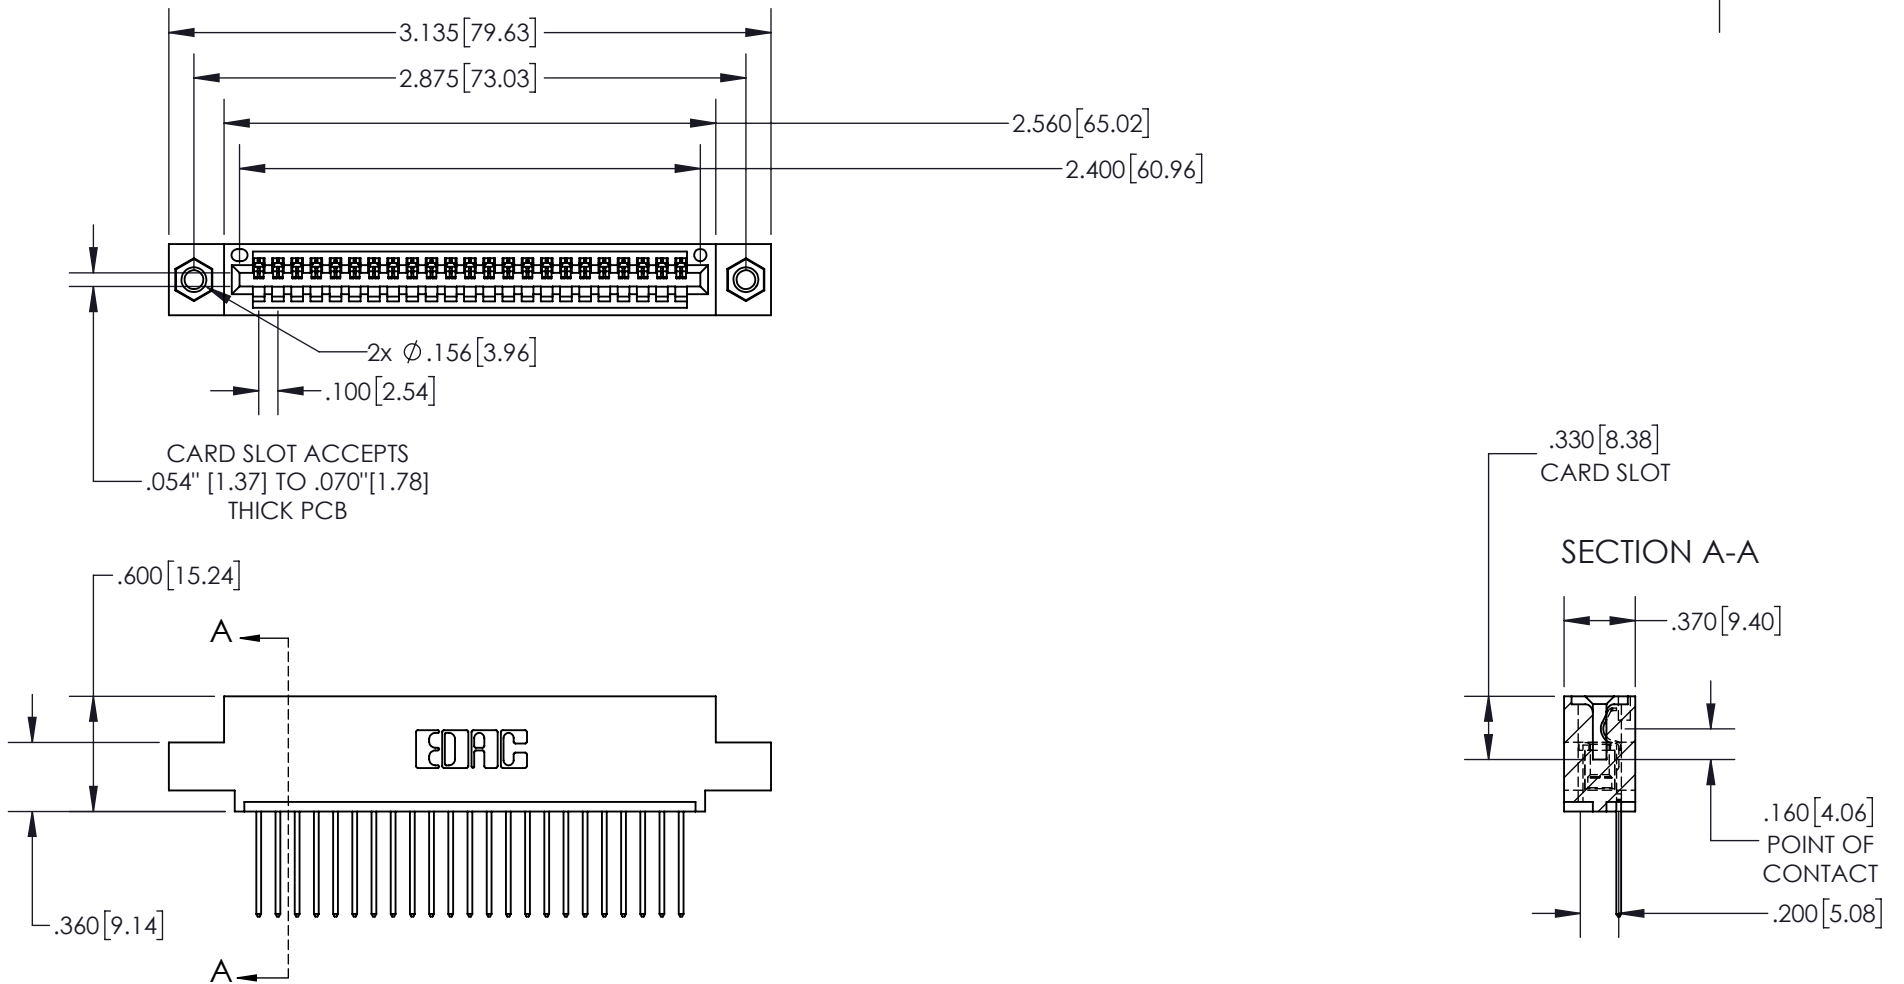 3.135[79.63]
2.875[73.03]
2.560[65.02]
2.400[60.96]
2x ⌀.156[3.96]
.100[2.54]
CARD SLOT ACCEPTS
.054" [1.37] TO .070"[1.78]
THICK PCB
.330[8.38]
CARD SLOT
SECTION A-A
.600[15.24]
.370[9.40]
A
EDAC
.160[4.06]
POINT OF
CONTACT
.200[5.08]
.360[9.14]
A